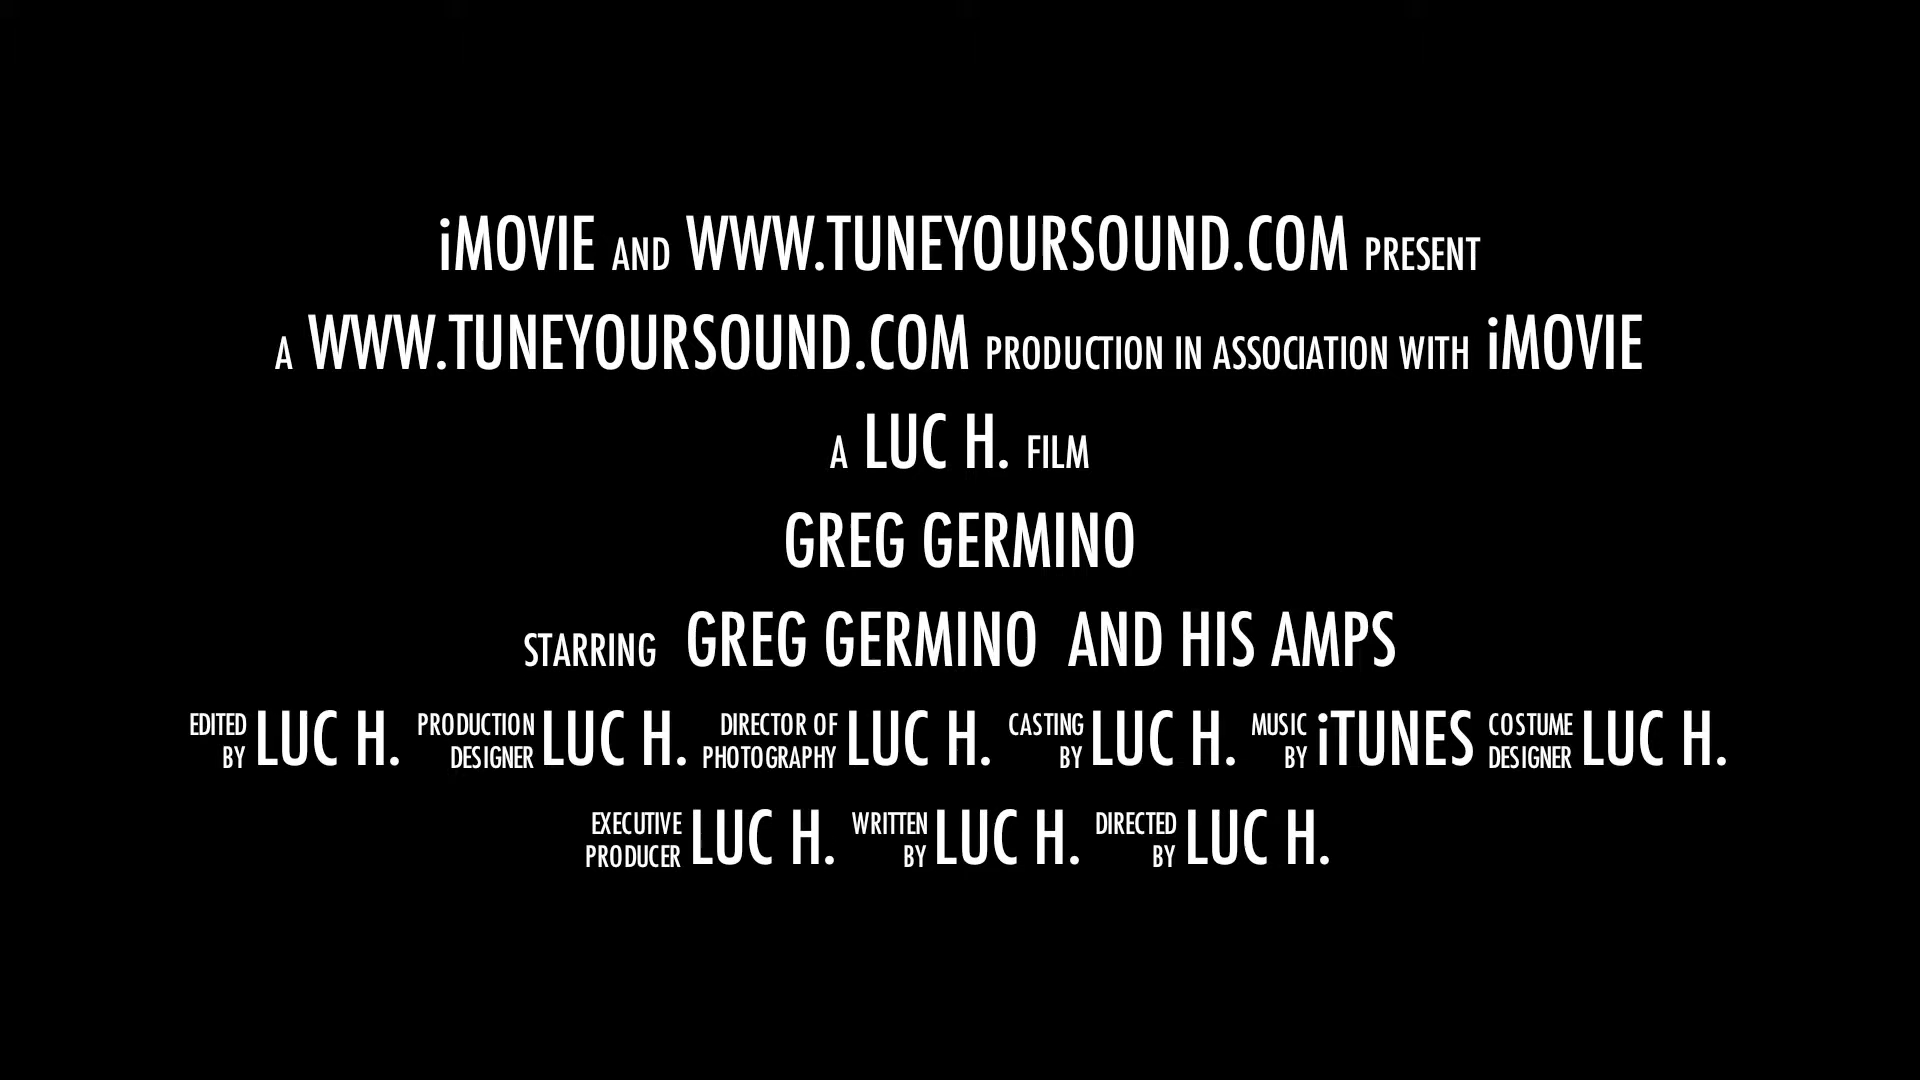 iMOVIE AND WWW.TUNEYOURSOUND.COM PRESENT
A WWW.TUNEYOURSOUND.COM PRODUCTION IN ASSOCIATION WITH iMOVIE
A LUC H. FILM
GREG GERMINO
STARRING GREG GERMINO AND HIS AMPS
EDITED BY LUC H. PRODUCTION DESIGNER LUC H. DIRECTOR OF PHOTOGRAPHY LUC H. CASTING BY LUC H. MUSIC BY iTUNES COSTUME DESIGNER LUC H.
EXECUTIVE PRODUCER LUC H. WRITTEN BY LUC H. DIRECTED BY LUC H.